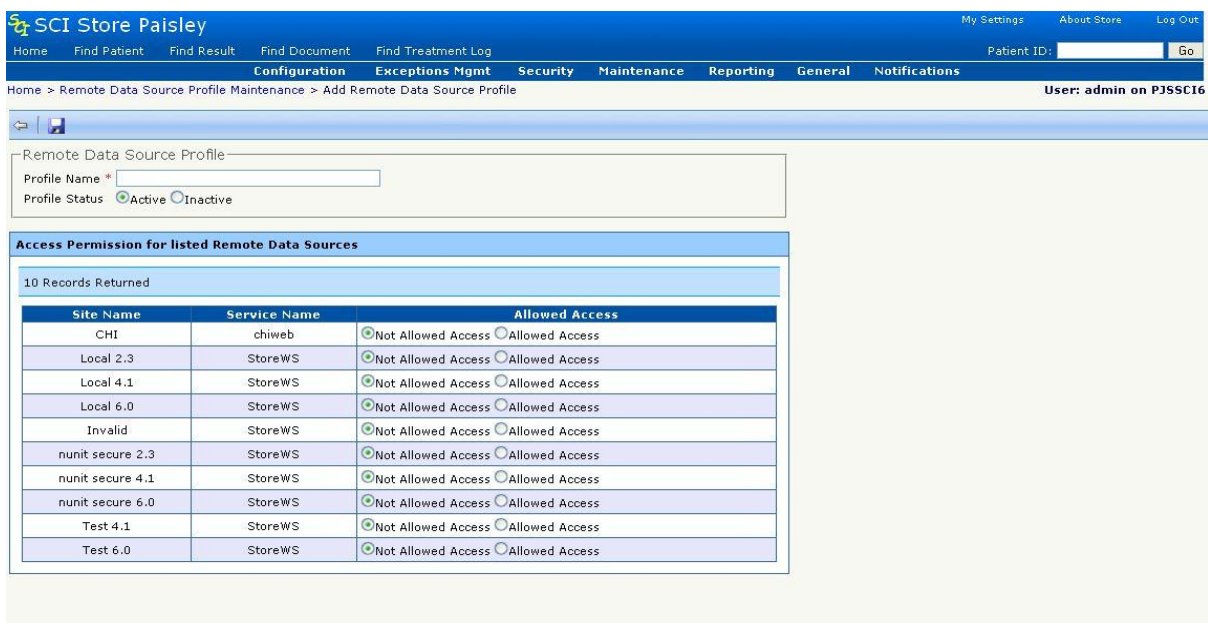 SCI Store Paisley
My Settings About Store Log Out
Home Find Patient Find Result Find Document Find Treatment Log Patient ID: Go
Configuration Exceptions Mgmt Security Maintenance Reporting General Notifications
Home > Remote Data Source Profile Maintenance > Add Remote Data Source Profile User: admin on PJSSCI6
Remote Data Source Profile
Profile Name *
Profile Status Active Inactive
Access Permission for listed Remote Data Sources
10 Records Returned
Site Name Service Name Allowed Access
CHI chiweb Not Allowed Access Allowed Access
Local 2.3 StoreWS Not Allowed Access Allowed Access
Local 4.1 StoreWS Not Allowed Access Allowed Access
Local 6.0 StoreWS Not Allowed Access Allowed Access
Invalid StoreWS Not Allowed Access Allowed Access
nunit secure 2.3 StoreWS Not Allowed Access Allowed Access
nunit secure 4.1 StoreWS Not Allowed Access Allowed Access
nunit secure 6.0 StoreWS Not Allowed Access Allowed Access
Test 4.1 StoreWS Not Allowed Access Allowed Access
Test 6.0 StoreWS Not Allowed Access Allowed Access